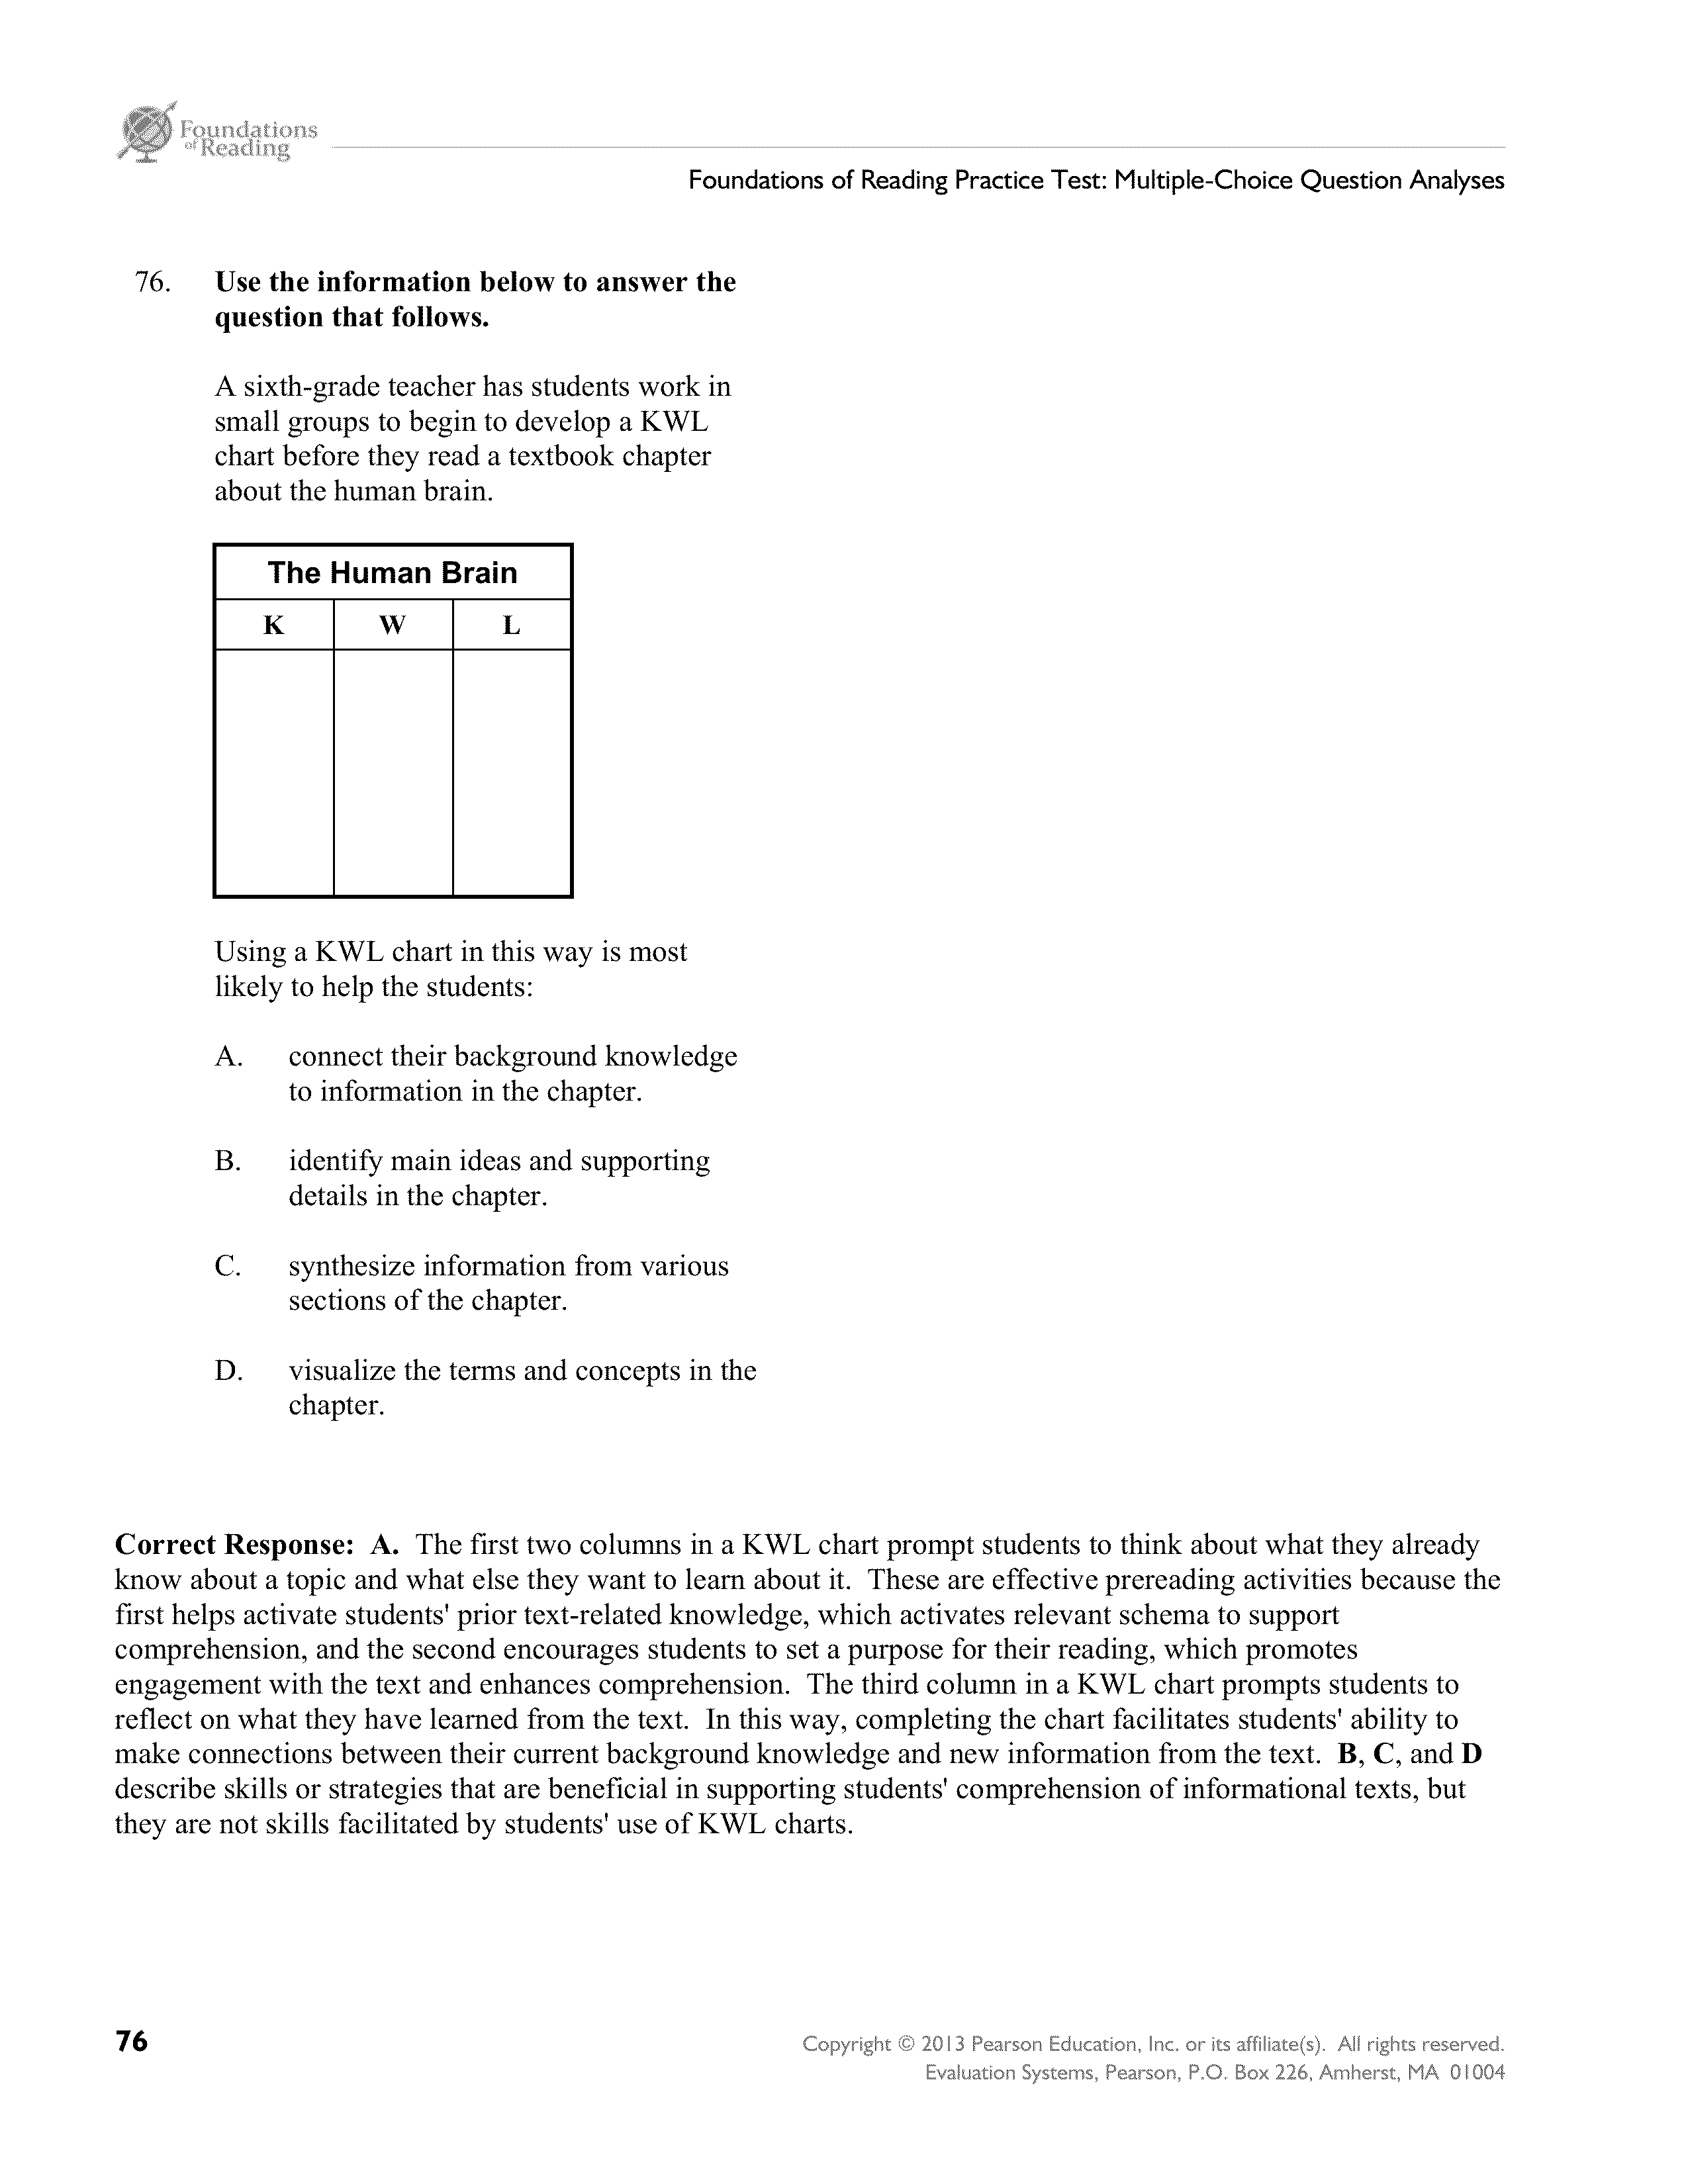 Foundations
of Reading
Foundations of Reading Practice Test: Multiple-Choice Question Analyses
76. Use the information below to answer the
question that follows.
A sixth-grade teacher has students work in
small groups to begin to develop a KWL
chart before they read a textbook chapter
about the human brain.
The Human Brain
K W L
Using a KWL chart in this way is most
likely to help the students:
A. connect their background knowledge
to information in the chapter.
B. identify main ideas and supporting
details in the chapter.
C. synthesize information from various
sections of the chapter.
D. visualize the terms and concepts in the
chapter.
Correct Response: A. The first two columns in a KWL chart prompt students to think about what they already
know about a topic and what else they want to learn about it. These are effective prereading activities because the
first helps activate students' prior text-related knowledge, which activates relevant schema to support
comprehension, and the second encourages students to set a purpose for their reading, which promotes
engagement with the text and enhances comprehension. The third column in a KWL chart prompts students to
reflect on what they have learned from the text. In this way, completing the chart facilitates students' ability to
make connections between their current background knowledge and new information from the text. B, C, and D
describe skills or strategies that are beneficial in supporting students' comprehension of informational texts, but
they are not skills facilitated by students' use of KWL charts.
76
Copyright © 2013 Pearson Education, Inc. or its affiliate(s). All rights reserved.
Evaluation Systems, Pearson, P.O. Box 226, Amherst, MA 01004